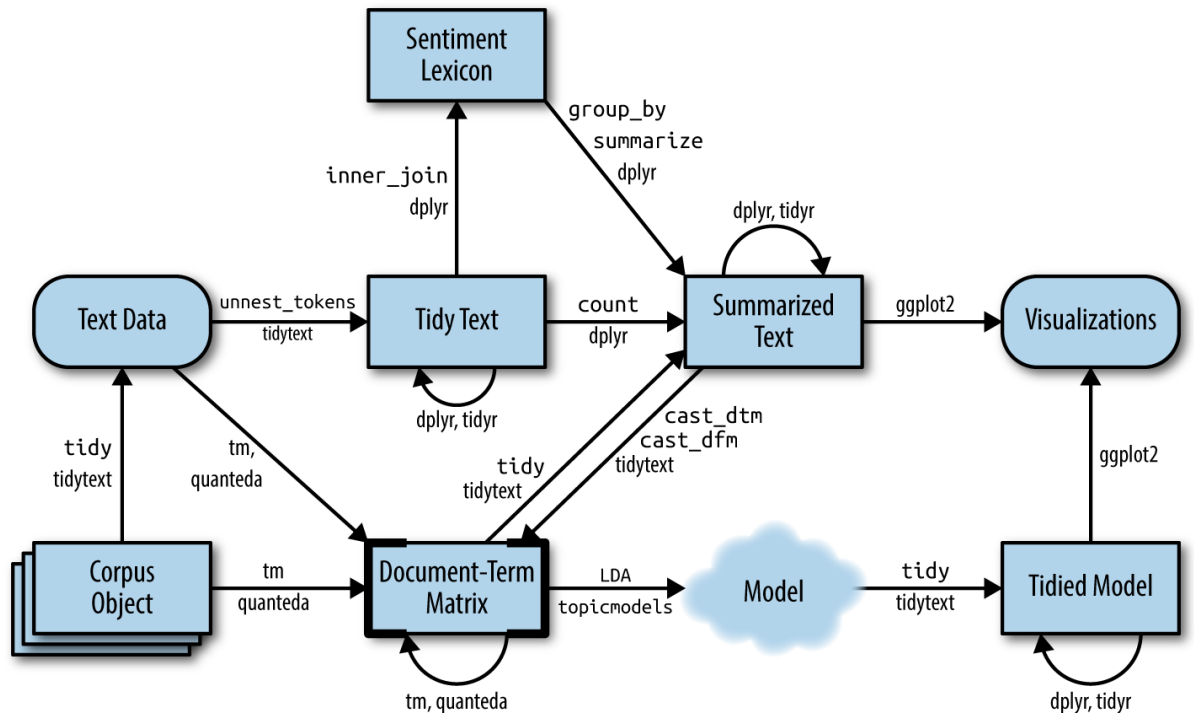 Sentiment
Lexicon
group_by
summarize
dplyr
inner_join
dplyr
dplyr, tidyr
Text Data
unnest_tokens
tidytext
Tidy Text
count
dplyr
Summarized
Text
ggplot2
Visualizations
dplyr, tidyr
cast_dtm
cast_dfm
tidytext
tidy
tidytext
tm,
quanteda
tidy
tidytext
ggplot2
Corpus
Object
tm
quanteda
Document-Term
Matrix
LDA
topicmodels
Model
tidy
tidytext
Tidied Model
tm, quanteda
dplyr, tidyr